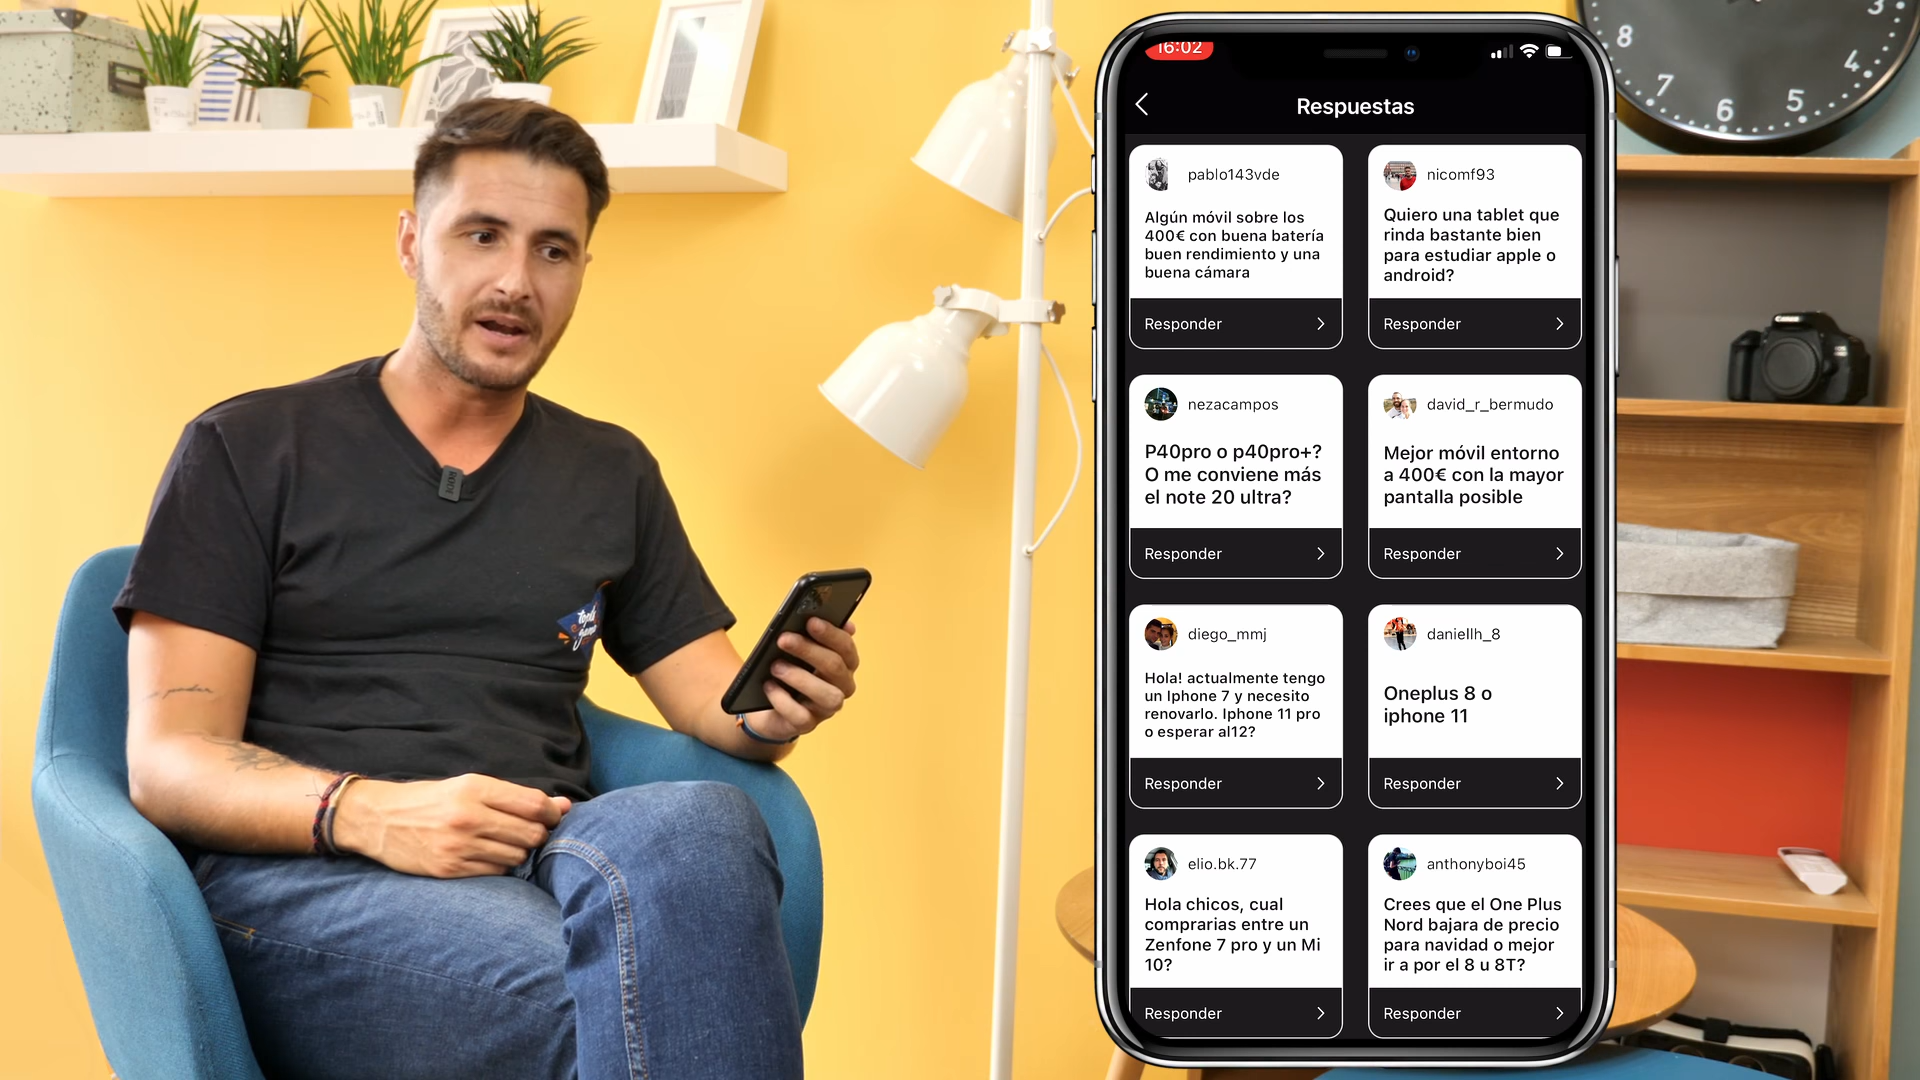 16:02
Respuestas
pablo143vde
Algún móvil sobre los
400€ con buena batería
buen rendimiento y una
buena cámara
Responder
nicomf93
Quiero una tablet que
rinda bastante bien
para estudiar apple o
android?
Responder
nezacampos
P40pro o p40pro+?
O me conviene más
el note 20 ultra?
Responder
david_r_bermudo
Mejor móvil entorno
a 400€ con la mayor
pantalla posible
Responder
diego_mmj
Hola! actualmente tengo
un Iphone 7 y necesito
renovarlo. Iphone 11 pro
o esperar al12?
Responder
daniellh_8
Oneplus 8 o
iphone 11
Responder
elio.bk.77
Hola chicos, cual
comprarias entre un
Zenfone 7 pro y un Mi
10?
Responder
anthonyboi45
Crees que el One Plus
Nord bajara de precio
para navidad o mejor
ir a por el 8 u 8T?
Responder
3
4
5
6
7
8
RODE